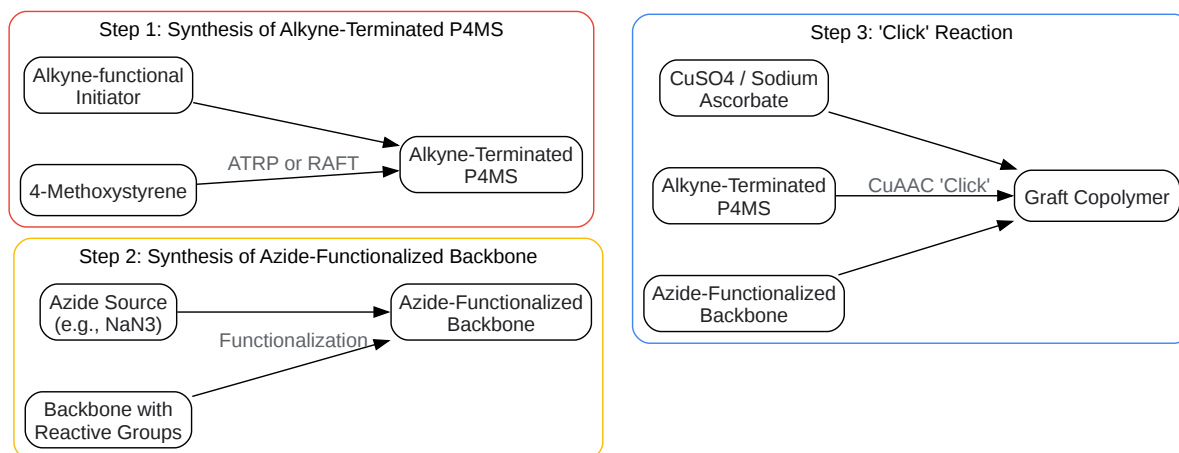 Step 1: Synthesis of Alkyne-Terminated P4MS
Alkyne-functional
Initiator
ATRP or RAFT
4-Methoxystyrene
Alkyne-Terminated
P4MS
Step 2: Synthesis of Azide-Functionalized Backbone
Azide Source
(e.g., NaN3)
Functionalization
Backbone with
Reactive Groups
Azide-Functionalized
Backbone
Step 3: 'Click' Reaction
CuSO4 / Sodium
Ascorbate
Alkyne-Terminated
P4MS
CuAAC 'Click'
Azide-Functionalized
Backbone
Graft Copolymer